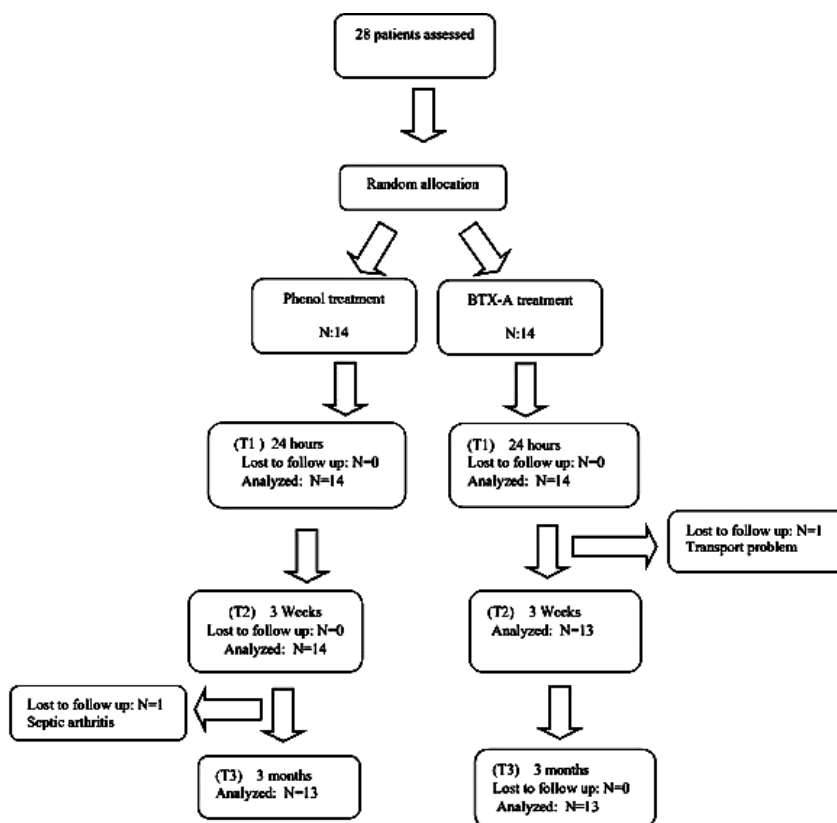 28 patients assessed
Random allocation
Phenol treatment
N:14
BTX-A treatment
N:14
(T1 ) 24 hours
Lost to follow up: N=0
Analyzed: N=14
(T1) 24 hours
Lost to follow up: N=0
Analyzed: N=14
Lost to follow up: N=1
Transport problem
(T2) 3 Weeks
Lost to follow up: N=0
Analyzed: N=14
(T2) 3 Weeks
Analyzed: N=13
Lost to follow up: N=1
Septic arthritis
(T3) 3 months
Analyzed: N=13
(T3) 3 months
Lost to follow up: N=0
Analyzed: N=13